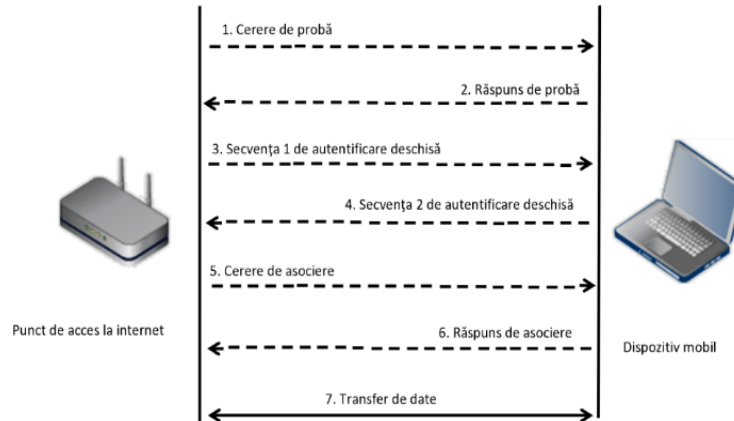 1. Cerere de probă
2. Răspuns de probă
3. Secvența 1 de autentificare deschisă
4. Secvența 2 de autentificare deschisă
5. Cerere de asociere
6. Răspuns de asociere
Punct de acces la internet
Dispozitiv mobil
7. Transfer de date